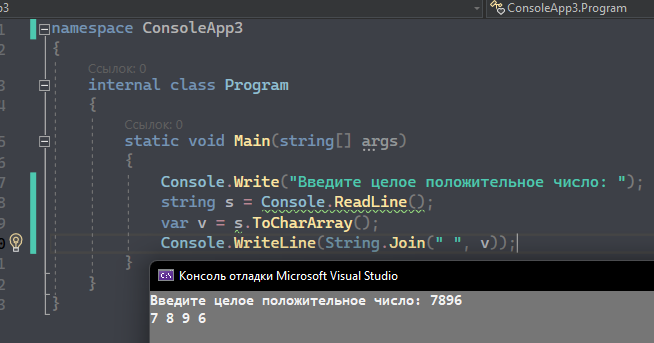 ConsoleApp3.Program
namespace ConsoleApp3
{
Ссылок: 0
internal class Program
{
Ссылок: 0
static void Main(string[] args)
{
Console.Write("Введите целое положительное число: ");
string s = Console.ReadLine();
var v = s.ToCharArray();
Console.WriteLine(String.Join(" ", v));
}
}
}
Консоль отладки Microsoft Visual Studio
Введите целое положительное число: 7896
7 8 9 6